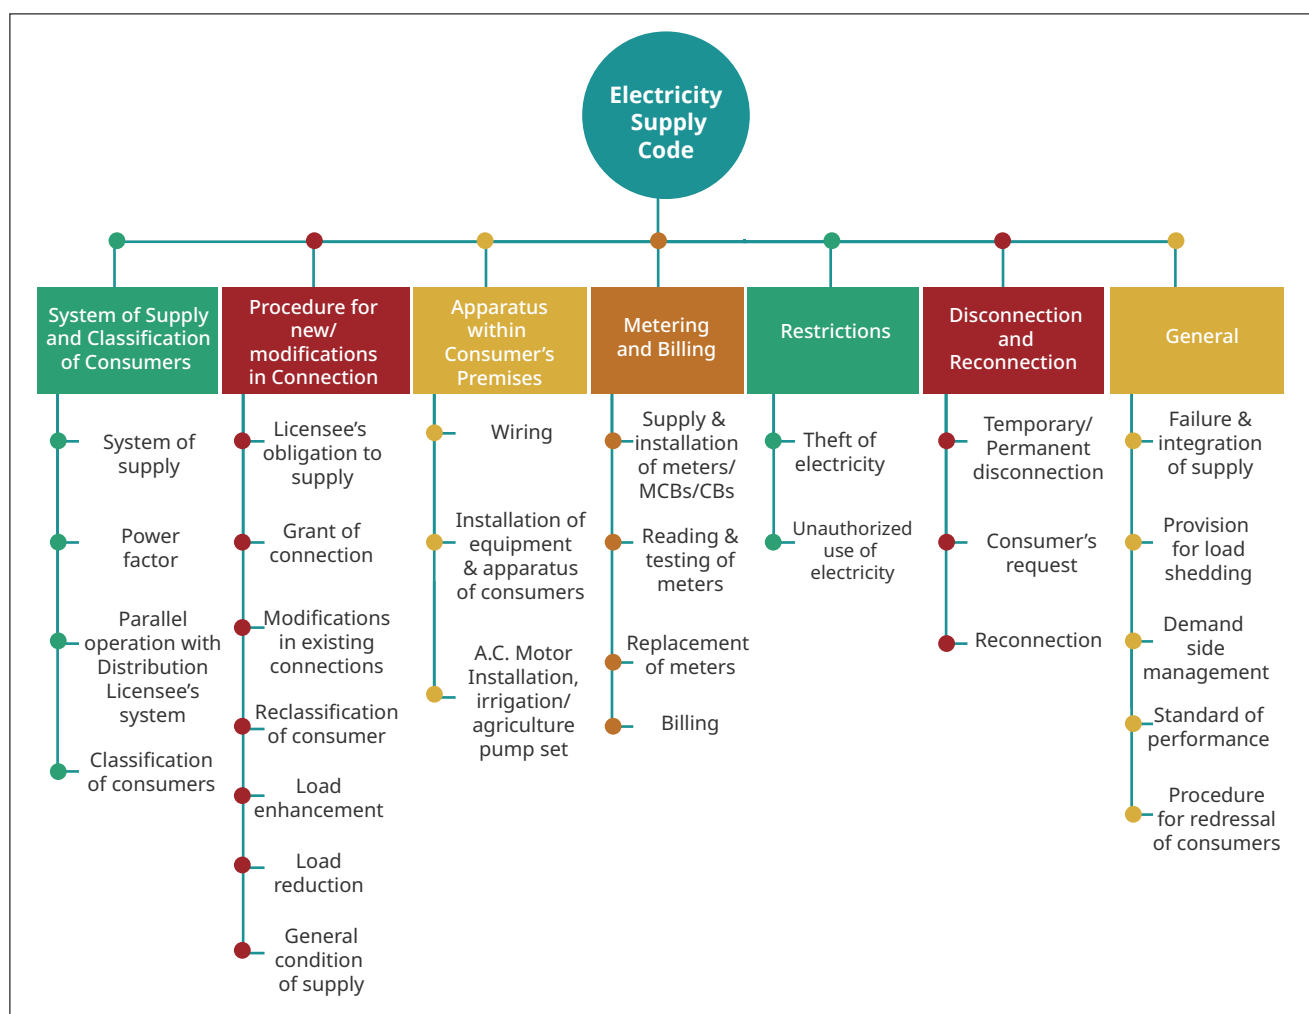 Electricity
Supply
Code
System of Supply
and Classification
of Consumers
System of
supply
Power
factor
Parallel
operation with
Distribution
Licensee's
system
Classification
of consumers
Procedure for
new/
modifications
in Connection
Licensee's
obligation to
supply
Grant of
connection
Modifications
in existing
connections
Reclassification
of consumer
Load
enhancement
Load
reduction
General
condition
of supply
Apparatus
within
Consumer's
Premises
Wiring
Installation of
equipment
& apparatus
of consumers
A.C. Motor
Installation,
irrigation/
agriculture
pump set
Metering
and Billing
Supply &
installation
of meters/
MCBs/CBs
Reading &
testing of
meters
Replacement
of meters
Billing
Restrictions
Theft of
electricity
Unauthorized
use of
electricity
Disconnection
and
Reconnection
Temporary/
Permanent
disconnection
Consumer's
request
Reconnection
General
Failure &
integration
of supply
Provision
for load
shedding
Demand
side
management
Standard of
performance
Procedure
for redressal
of consumers